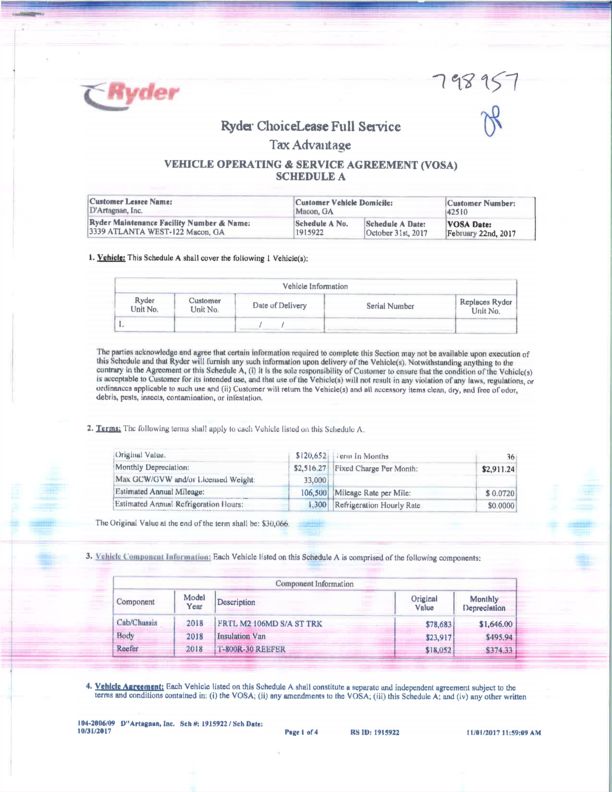 798957
Ryder
Ryder ChoiceLease Full Service
Tax Advantage
VEHICLE OPERATING & SERVICE AGREEMENT (VOSA)
SCHEDULE A
Customer Lessee Name:
D'Artagnan, Inc.
Customer Vehicle Domicile:
Macon, GA
Customer Number:
42510
Ryder Maintenance Facility Number & Name:
3339 ATLANTA WEST-122 Macon, GA
Schedule A No.
1915922
Schedule A Date:
October 31st, 2017
VOSA Date:
February 22nd, 2017
1. Vehicle: This Schedule A shall cover the following 1 Vehicle(s):
Vehicle Information
Ryder Unit No. Customer Unit No. Date of Delivery Serial Number Replaces Ryder Unit No.
1. / /
The parties acknowledge and agree that certain information required to complete this Section may not be available upon execution of
this Schedule and that Ryder will furnish any such information upon delivery of the Vehicle(s). Notwithstanding anything to the
contrary in the Agreement or this Schedule A, (i) it is the sole responsibility of Customer to ensure that the condition of the Vehicle(s)
is acceptable to Customer for its intended use, and that use of the Vehicle(s) will not result in any violation of any laws, regulations, or
ordinances applicable to such use and (ii) Customer will return the Vehicle(s) and all accessory items clean, dry, and free of odor,
debris, pests, insects, contamination, or infestation.
2. Terms: The following terms shall apply to each Vehicle listed on this Schedule A.
Original Value: $120,652 Term In Months 36
Monthly Depreciation: $2,516.27 Fixed Charge Per Month: $2,911.24
Max GCW/GVW and/or Licensed Weight: 33,000
Estimated Annual Mileage: 106,500 Mileage Rate per Mile: $ 0.0720
Estimated Annual Refrigeration Hours: 1,300 Refrigeration Hourly Rate $0.0000
The Original Value at the end of the term shall be: $30,066.
3. Vehicle Component Information: Each Vehicle listed on this Schedule A is comprised of the following components:
Component Information
Component Model Year Description Original Value Monthly Depreciation
Cab/Chassis 2018 FRTL M2 106MD S/A ST TRK $78,683 $1,646.00
Body 2018 Insulation Van $23,917 $495.94
Reefer 2018 T-800R-30 REEFER $18,052 $374.33
4. Vehicle Agreement: Each Vehicle listed on this Schedule A shall constitute a separate and independent agreement subject to the
terms and conditions contained in: (i) the VOSA; (ii) any amendments to the VOSA; (iii) this Schedule A; and (iv) any other written
104-2006/09 D"Artagnan, Inc. Sch #: 1915922 / Sch Date:
10/31/2017 Page 1 of 4 RS ID: 1915922 11/01/2017 11:59:09 AM